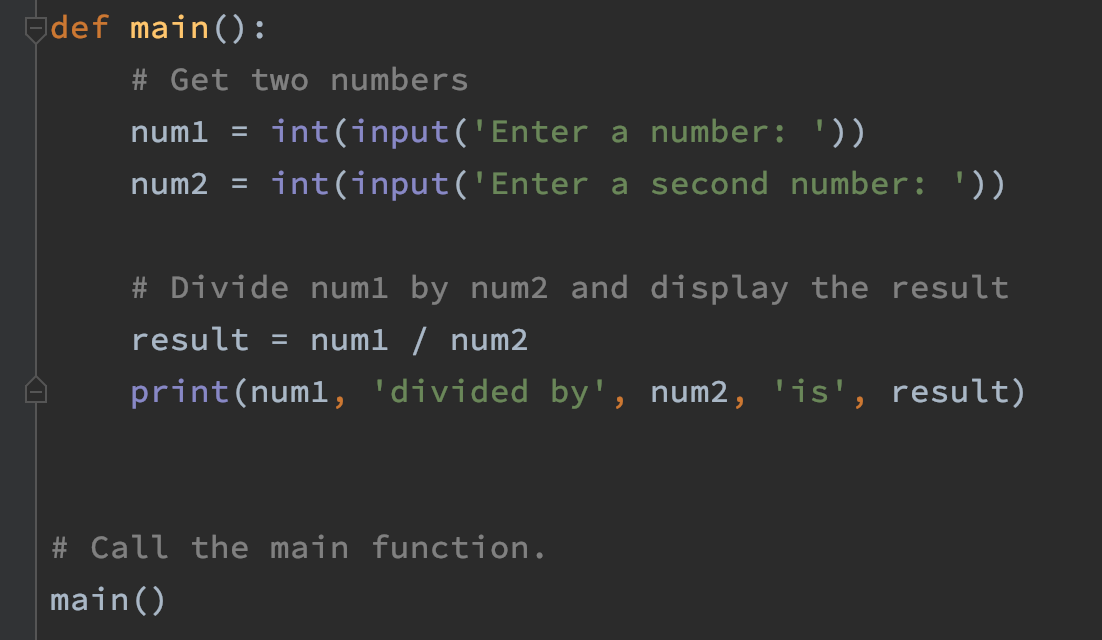 def main():
    # Get two numbers
    num1 = int(input('Enter a number: '))
    num2 = int(input('Enter a second number: '))

    # Divide num1 by num2 and display the result
    result = num1 / num2
    print(num1, 'divided by', num2, 'is', result)


# Call the main function.
main()